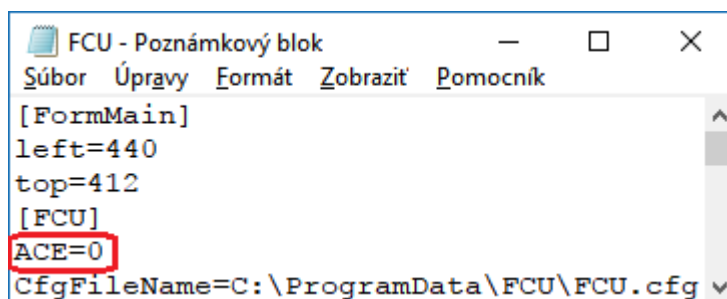 FCU - Poznámkový blok
Súbor Úpravy Formát Zobraziť Pomocník
[FormMain]
left=440
top=412
[FCU]
ACE=0
CfgFileName=C:\ProgramData\FCU\FCU.cfg